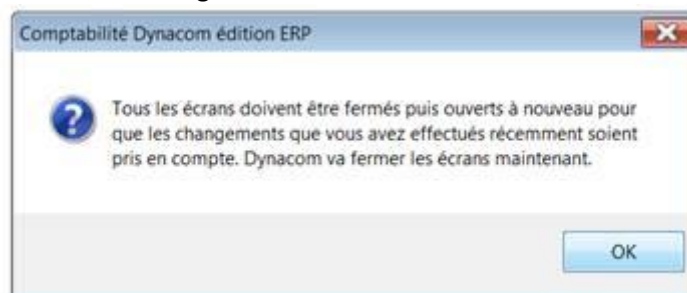 Comptabilité Dynacom édition ERP
Tous les écrans doivent être fermés puis ouverts à nouveau pour
que les changements que vous avez effectués récemment soient
pris en compte. Dynacom va fermer les écrans maintenant.
OK